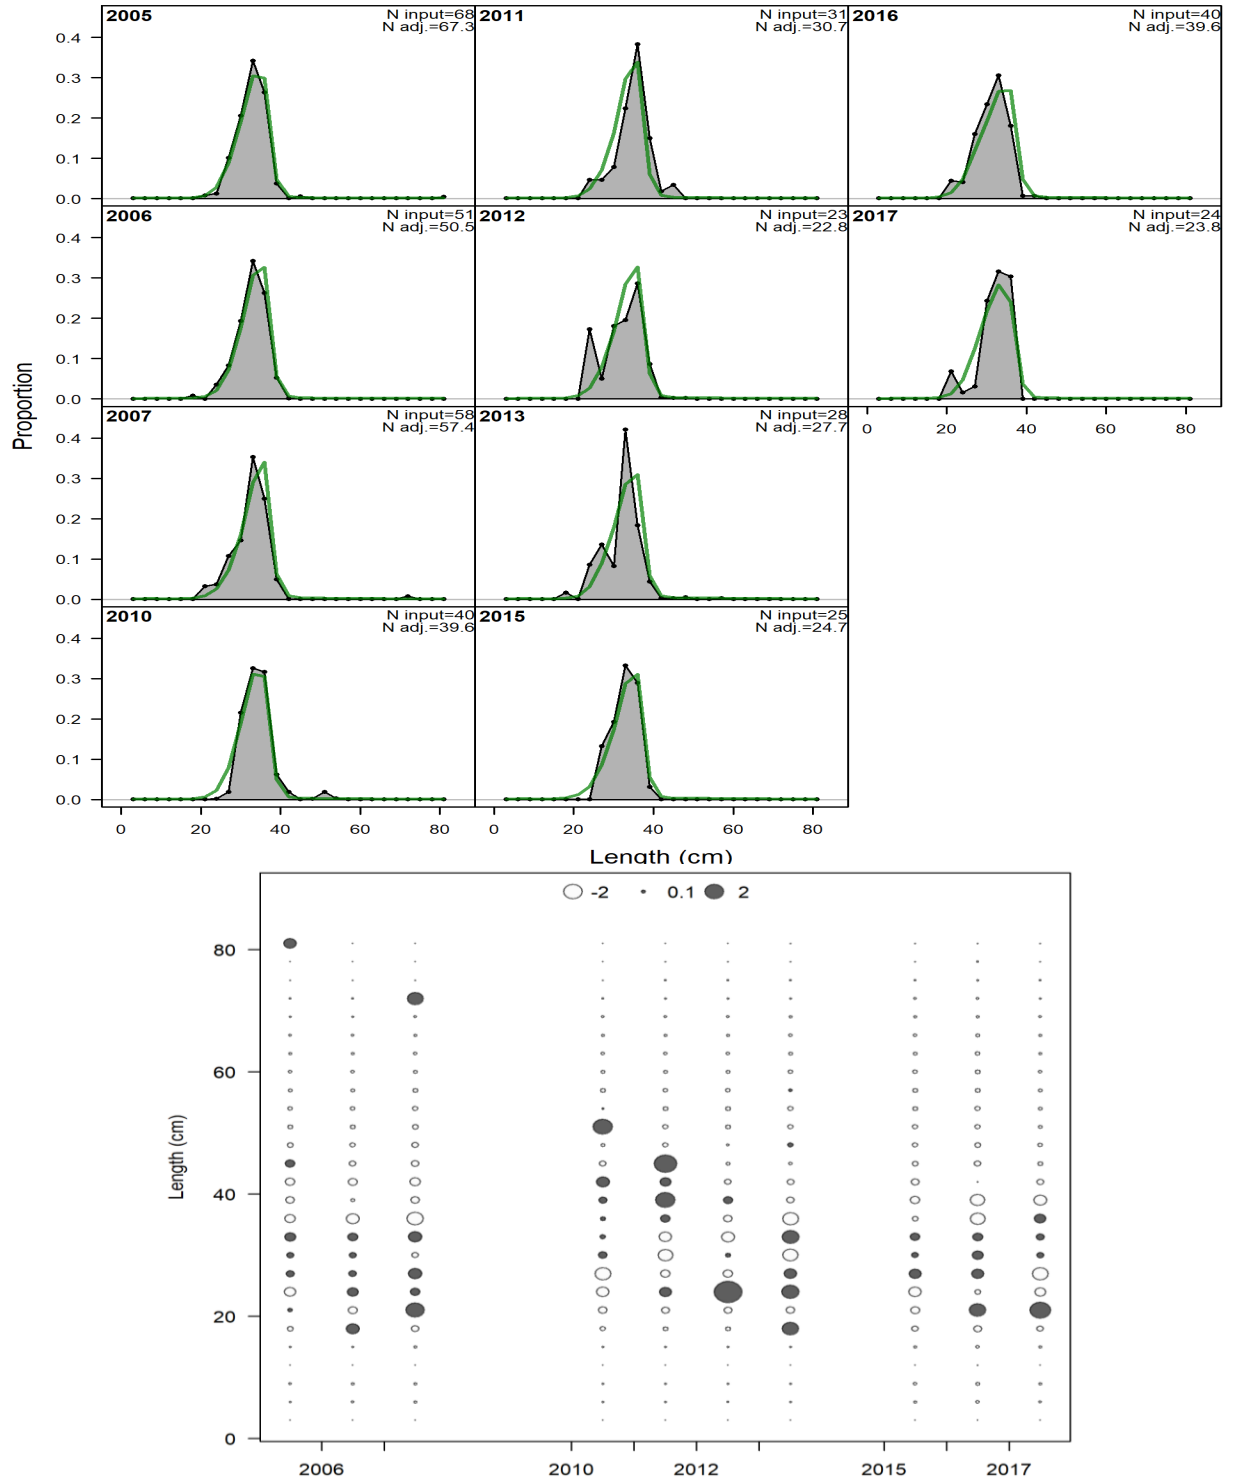 2005 N input=68 2011 N input=31 2016 N input=40
N adj.=67.3 N adj.=30.7 N adj.=39.6
0.4
0.3
0.2
0.1
0.0
2006 N input=51 2012 N input=23 2017 N input=24
N adj.=50.5 N adj.=22.8 N adj.=23.8
0.4
0.3
0.2
0.1
0.0
Proportion
2007 N input=58 2013 N input=28
N adj.=57.4 N adj.=27.7
0 20 40 60 80
0.4
0.3
0.2
0.1
0.0
2010 N input=40 2015 N input=25
N adj.=39.6 N adj.=24.7
0.4
0.3
0.2
0.1
0.0
0 20 40 60 80 0 20 40 60 80
Length (cm)
-2 0.1 2
80
60
Length (cm)
40
20
0
2006 2010 2012 2015 2017